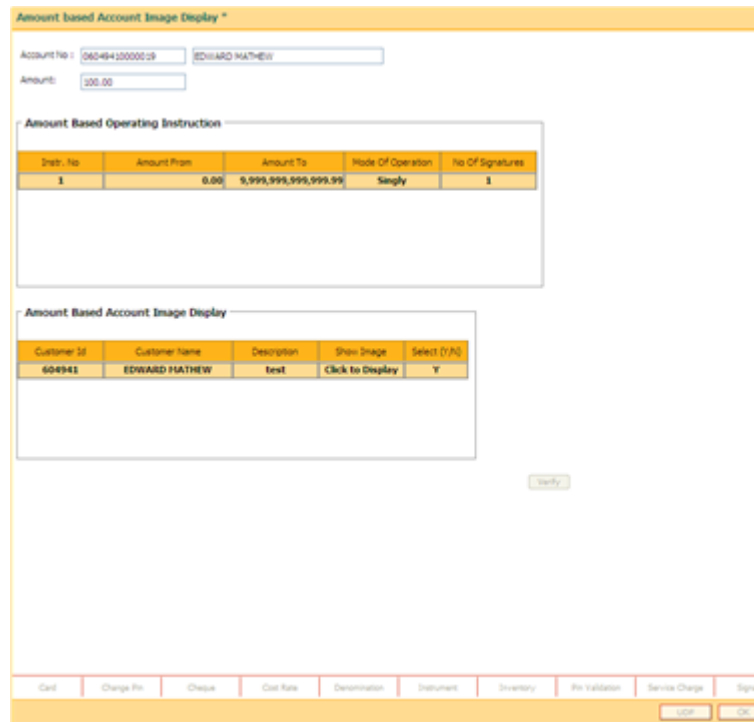 Amount based Account Image Display *
Account No : 06049410000019 EDWARD MATHEW
Amount: 100.00
Amount Based Operating Instruction
Instr. No Amount From Amount To Mode Of Operation No Of Signatures
1 0.00 9,999,999,999,999.99 Singly 1
Amount Based Account Image Display
Customer Id Customer Name Description Show Image Select (Y/N)
604941 EDWARD MATHEW test Click to Display Y
Verify
Card Change Pin Cheque Cost Rate Denomination Instrument Inventory Pin Validation Service Charge Sign
UDF OK